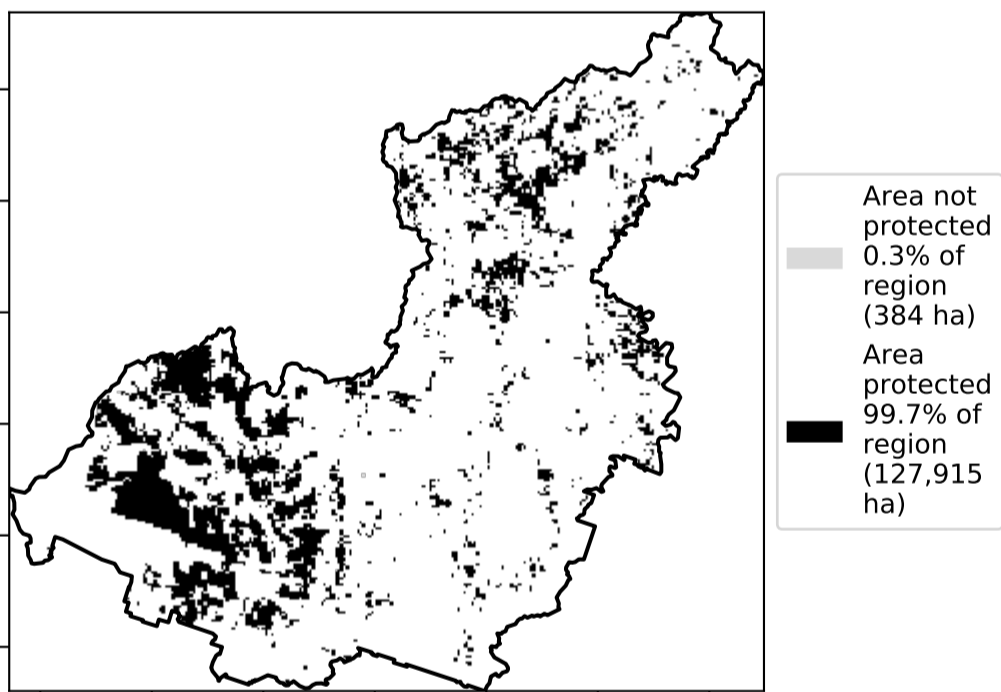 Area not
protected
0.3% of
region
(384 ha)
Area
protected
99.7% of
region
(127,915
ha)